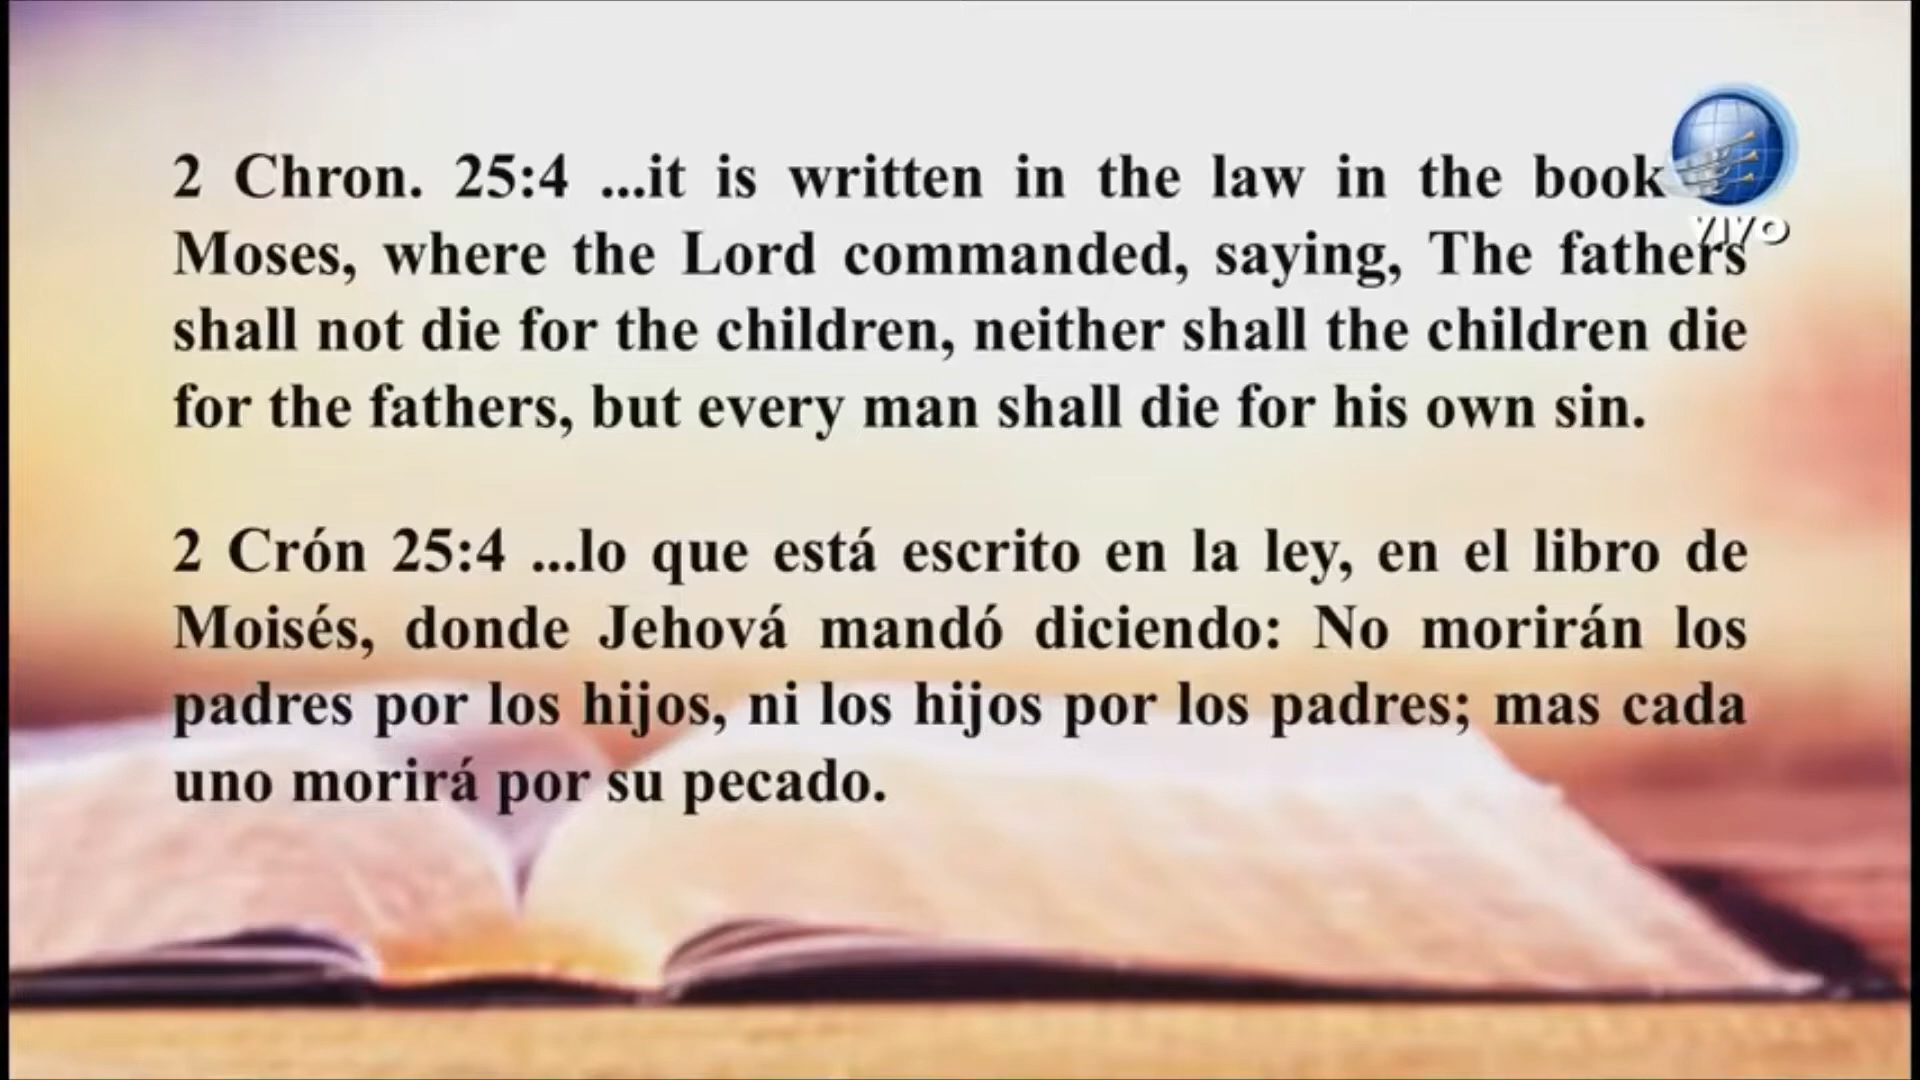 2 Chron. 25:4 ...it is written in the law in the book
Moses, where the Lord commanded, saying, The fathers
shall not die for the children, neither shall the children die
for the fathers, but every man shall die for his own sin.
2 Crón 25:4 ...lo que está escrito en la ley, en el libro de
Moisés, donde Jehová mandó diciendo: No morirán los
padres por los hijos, ni los hijos por los padres; mas cada
uno morirá por su pecado.
VIVO